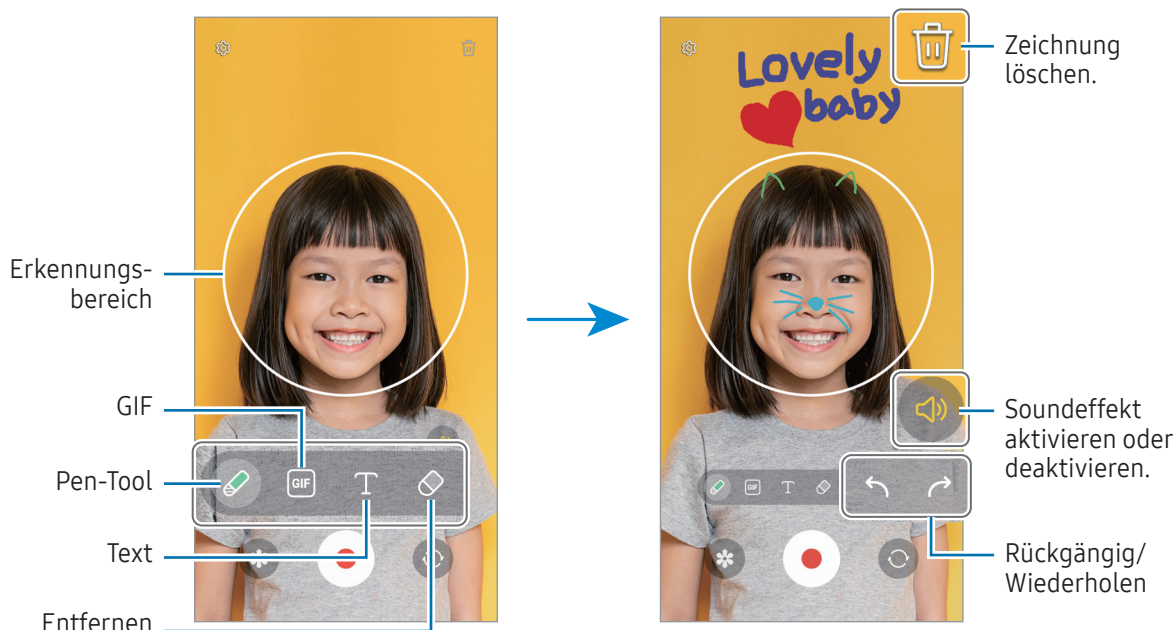 Erkennungs-
bereich
GIF
Pen-Tool
Text
Entfernen
GIF
Lovely
baby
Zeichnung
löschen.
Soundeffekt
aktivieren oder
deaktivieren.
Rückgängig/
Wiederholen
GIF